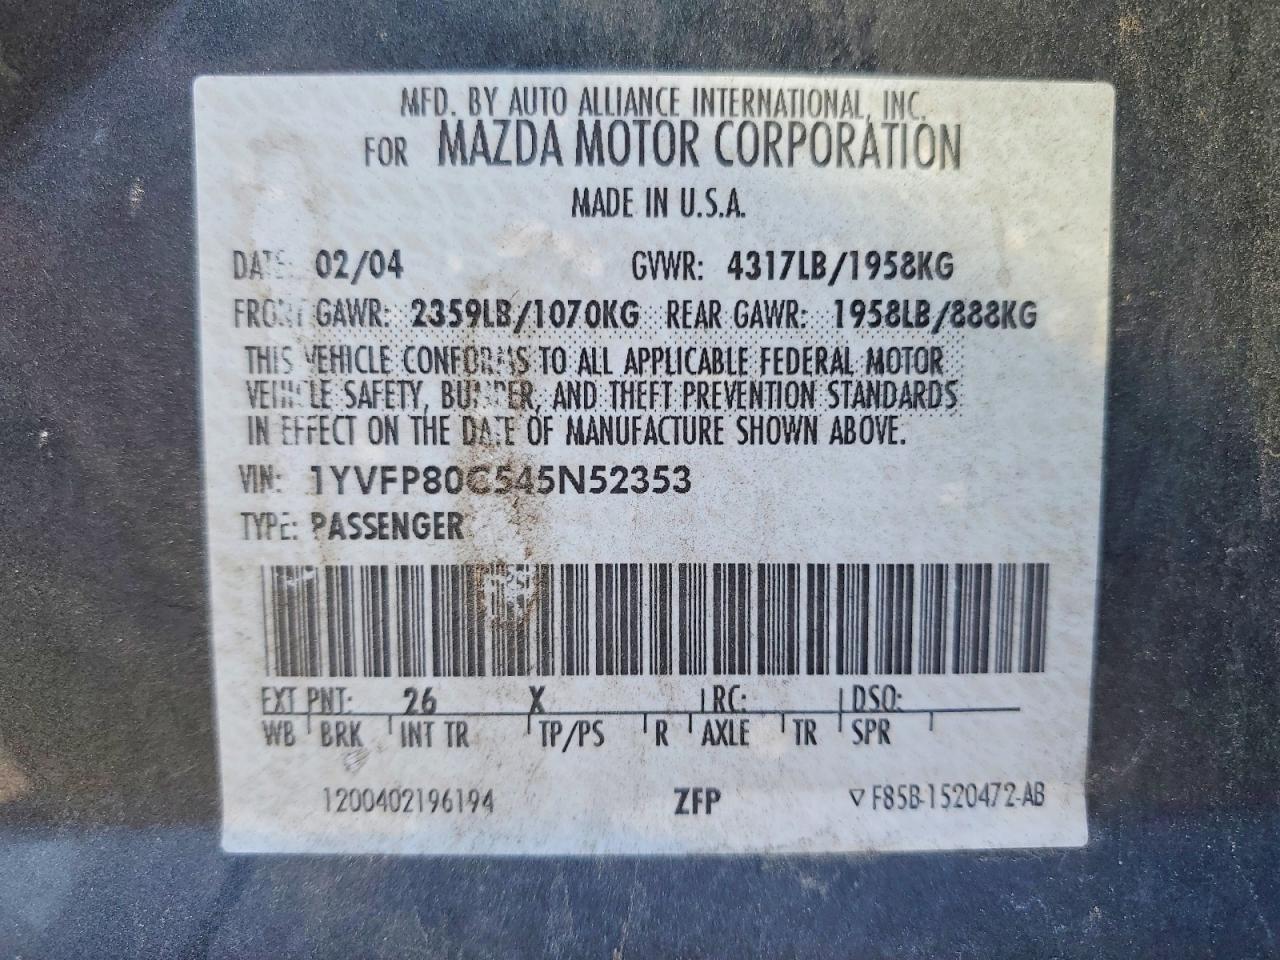 MFD. BY AUTO ALLIANCE INTERNATIONAL, INC.
FOR MAZDA MOTOR CORPORATION
MADE IN U.S.A.
DATE: 02/04 GVWR: 4317LB/1958KG
FRONT GAWR: 2359LB/1070KG REAR GAWR: 1958LB/888KG
THIS VEHICLE CONFORMS TO ALL APPLICABLE FEDERAL MOTOR
VEHICLE SAFETY, BUMPER, AND THEFT PREVENTION STANDARDS
IN EFFECT ON THE DATE OF MANUFACTURE SHOWN ABOVE.
VIN: 1YVFP80C545N52353
TYPE: PASSENGER
EXT PNT: 26 X RC: DSO:
WB BRK INT TR TP/PS R AXLE TR SPR
1200402196194 ZFP ▽ F85B-1520472-AB